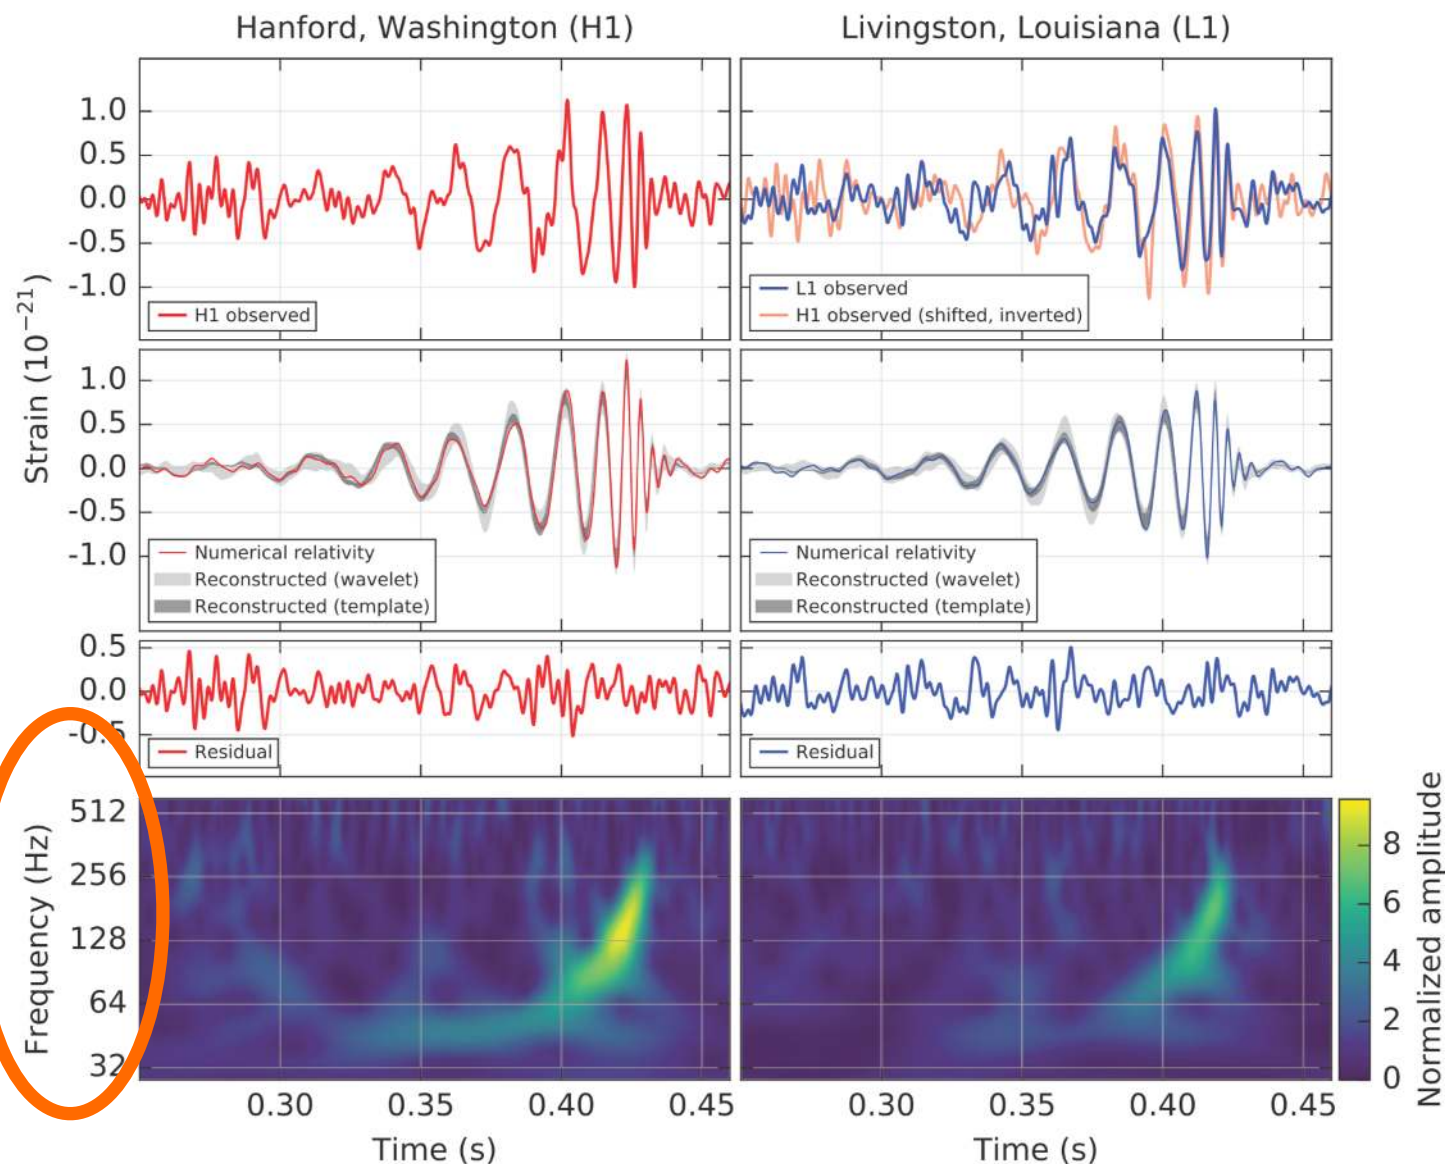 Hanford, Washington (H1)
Livingston, Louisiana (L1)
Strain (10⁻²¹)
1.0
0.5
0.0
-0.5
-1.0
H1 observed
L1 observed
H1 observed (shifted, inverted)
1.0
0.5
0.0
-0.5
-1.0
Numerical relativity
Reconstructed (wavelet)
Reconstructed (template)
Numerical relativity
Reconstructed (wavelet)
Reconstructed (template)
0.5
0.0
-0.5
Residual
Residual
Frequency (Hz)
512
256
128
64
32
Normalized amplitude
8
6
4
2
0
0.30 0.35 0.40 0.45
0.30 0.35 0.40 0.45
Time (s)
Time (s)